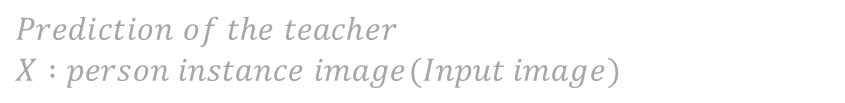 Prediction of the teacher
X : person instance image(Input image)